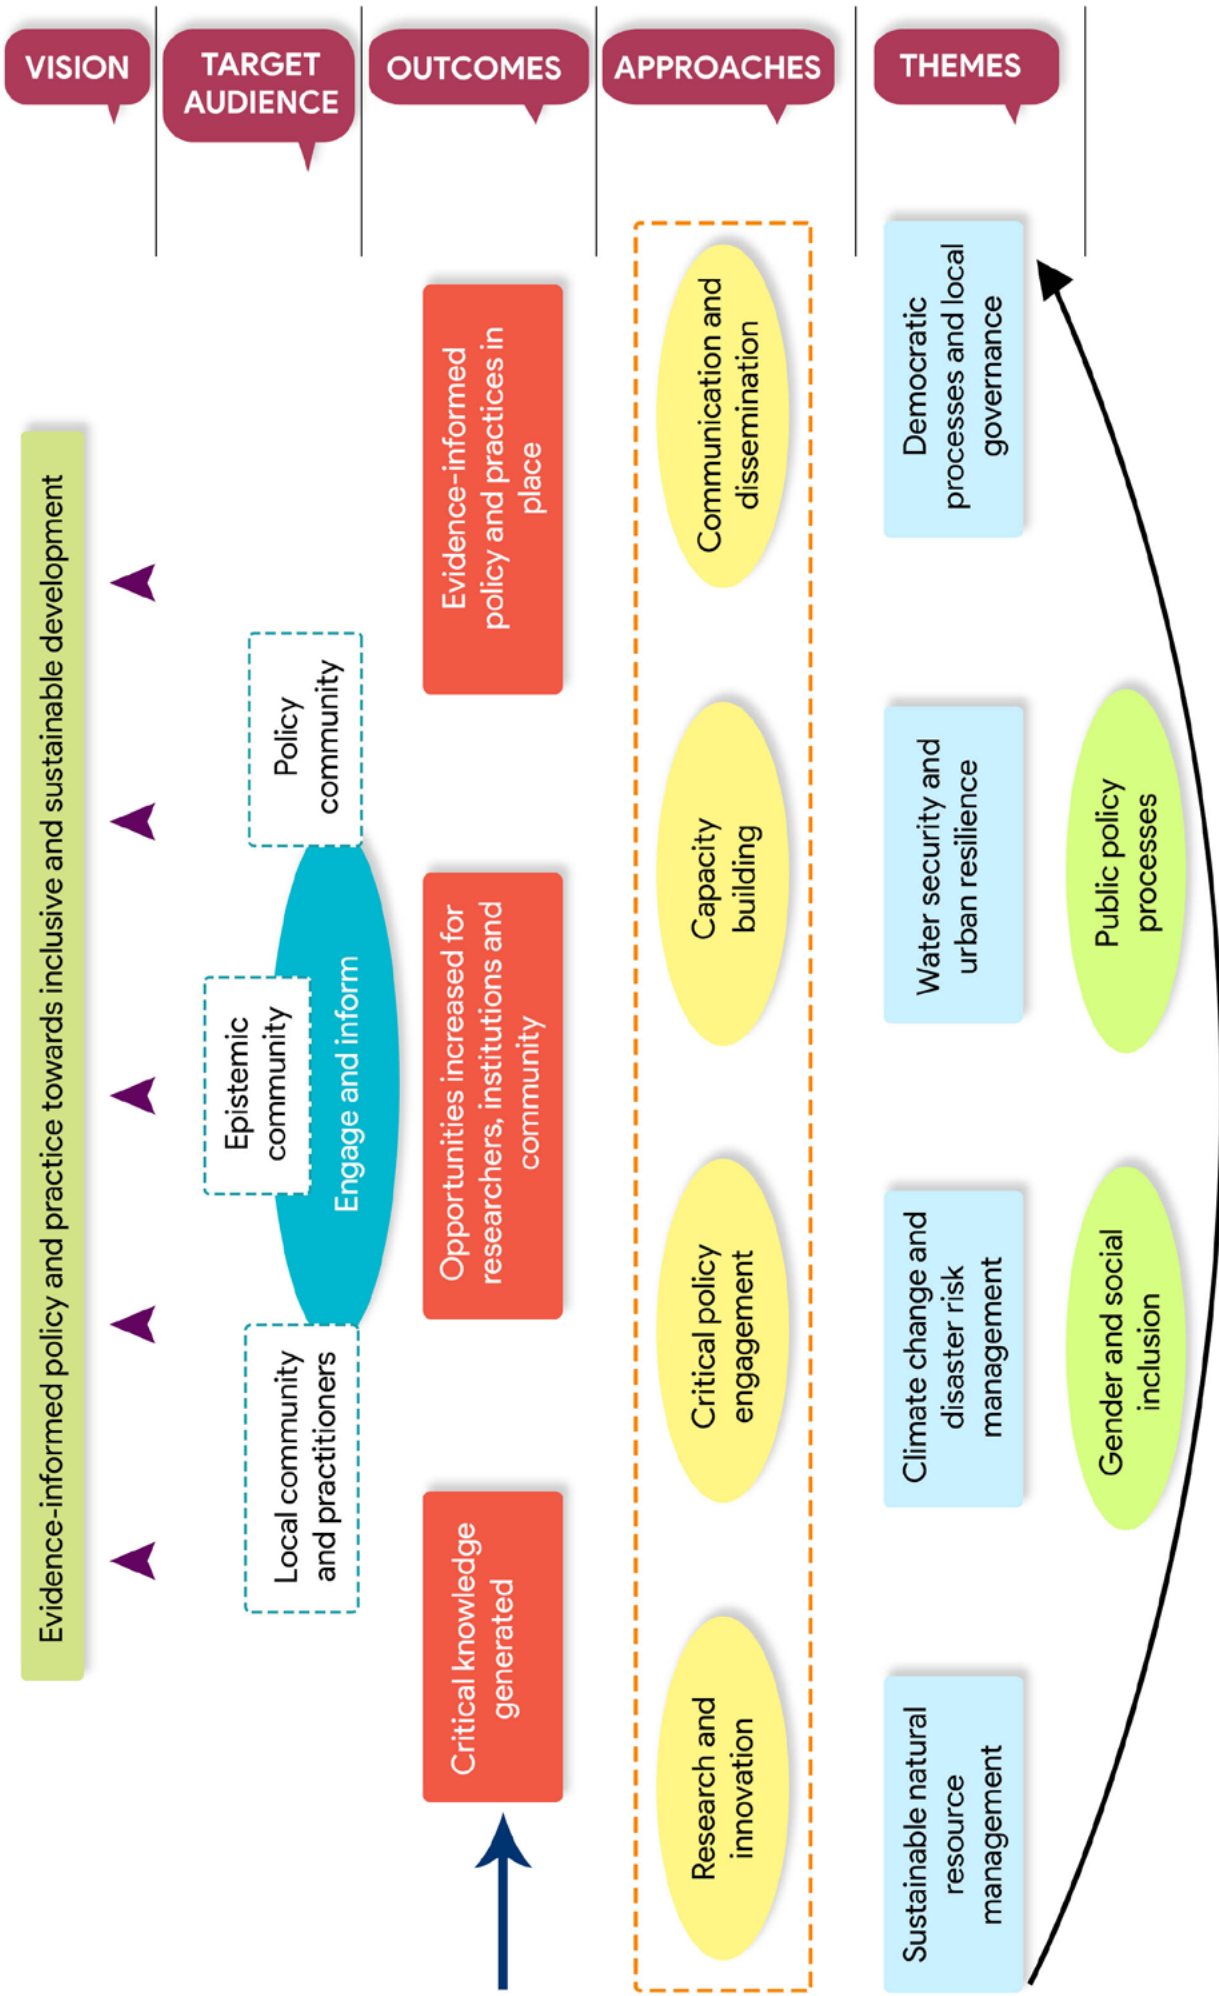 VISION
Evidence-informed policy and practice towards inclusive and sustainable development
TARGET
AUDIENCE
Local community
and practitioners
Epistemic
community
Policy
community
Engage and inform
OUTCOMES
Critical knowledge
generated
Opportunities increased for
researchers, institutions and
community
Evidence-informed
policy and practices in
place
APPROACHES
Research and
innovation
Critical policy
engagement
Capacity
building
Communication and
dissemination
THEMES
Sustainable natural
resource
management
Climate change and
disaster risk
management
Water security and
urban resilience
Democratic
processes and local
governance
Gender and social
inclusion
Public policy
processes